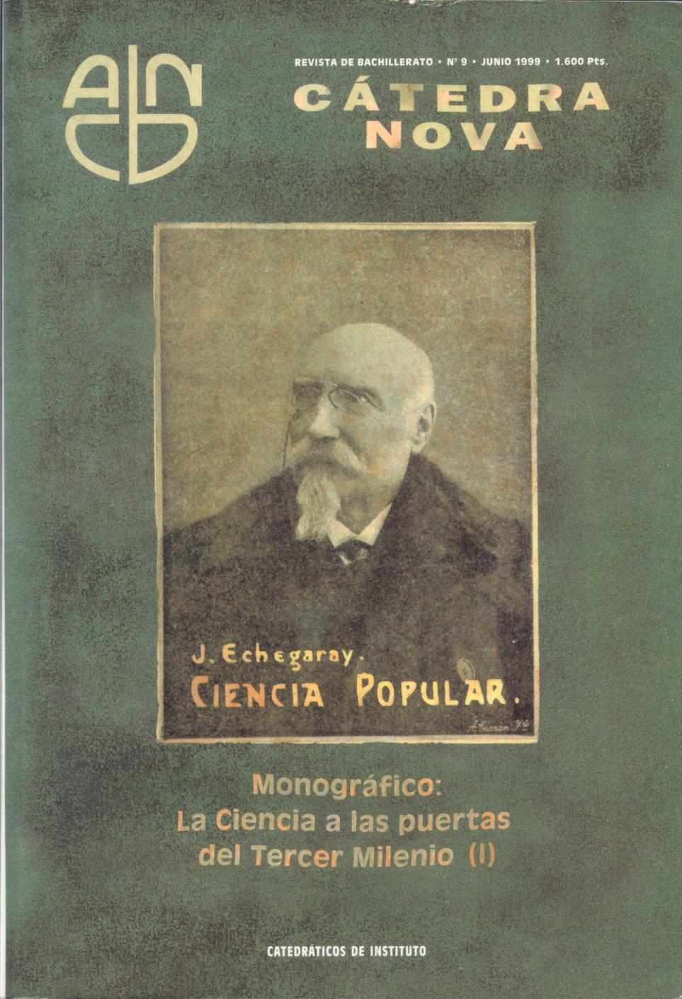 REVISTA DE BACHILLERATO • Nº 9 • JUNIO 1999 • 1.600 Pts.
CÁTEDRA
NOVA
J. Echegaray.
CIENCIA POPULAR.
Monográfico:
La Ciencia a las puertas
del Tercer Milenio (I)
CATEDRÁTICOS DE INSTITUTO